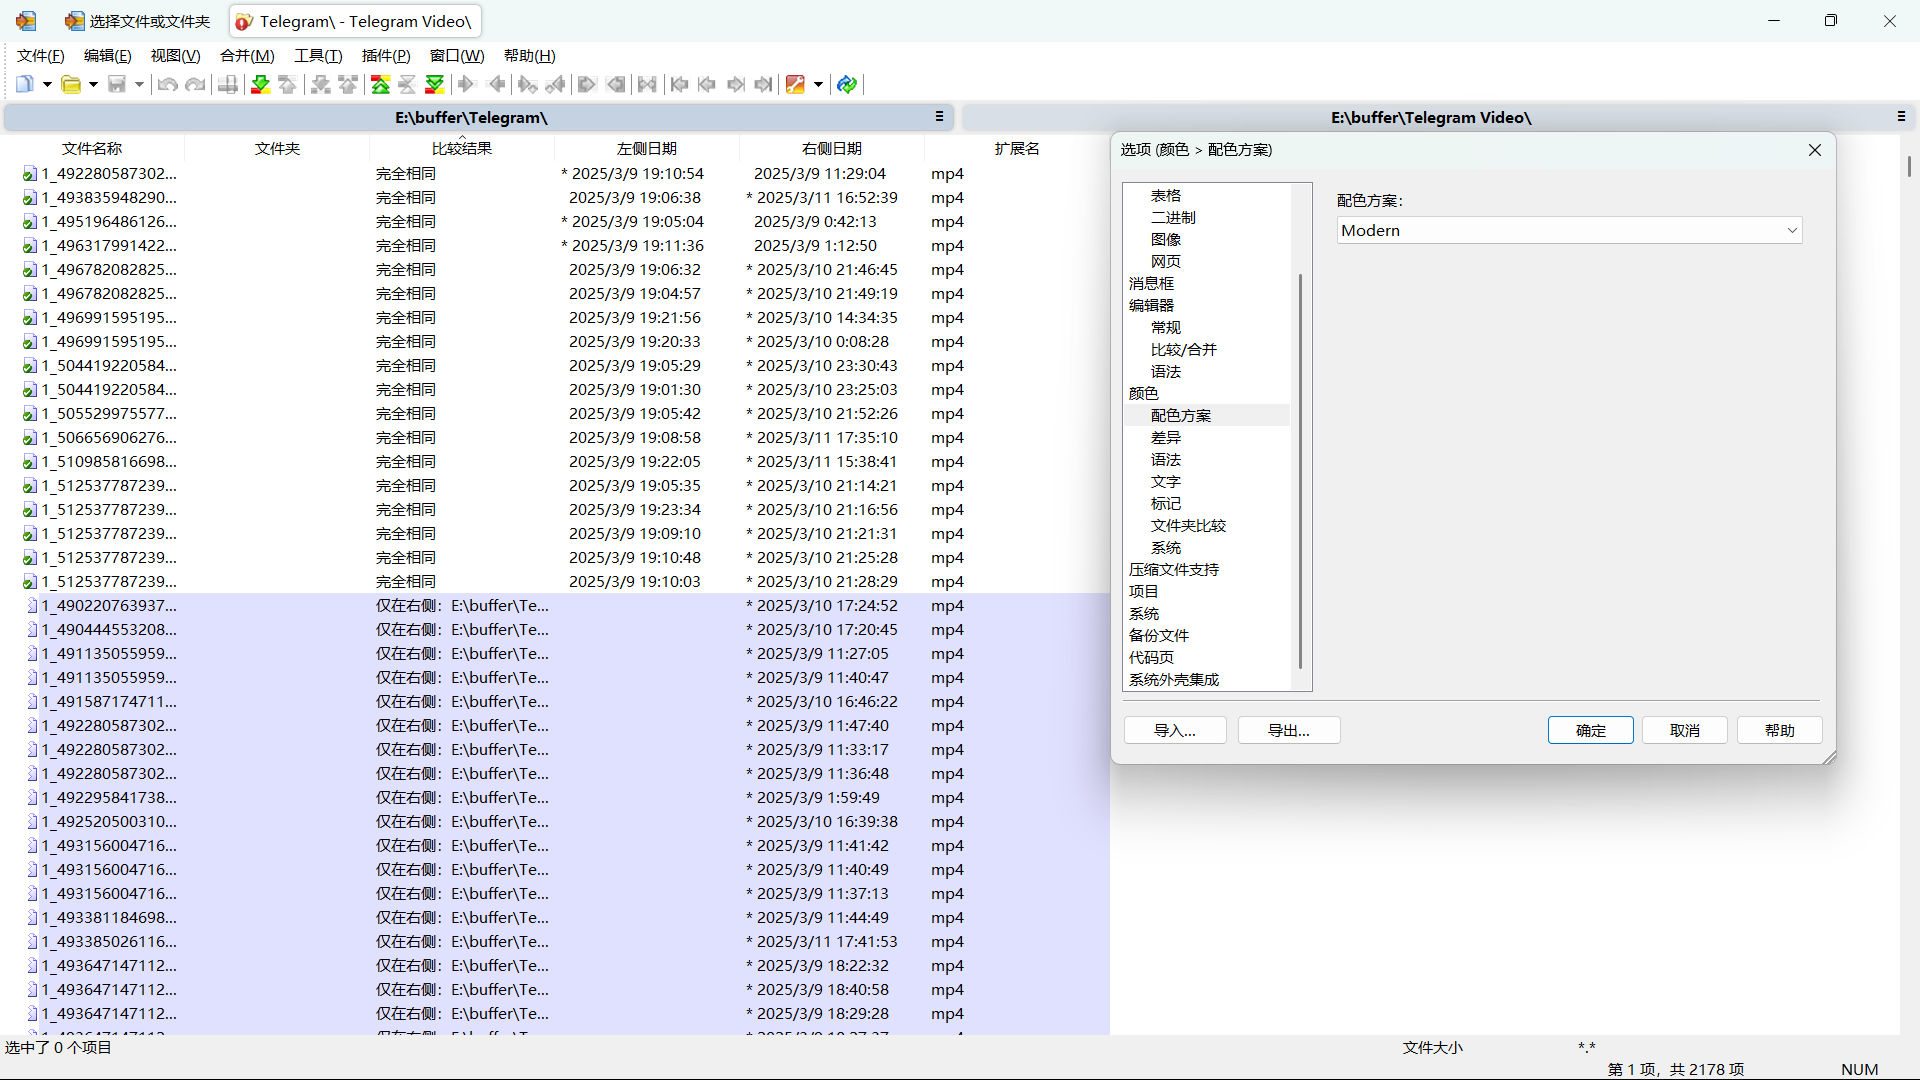 选择文件或文件夹
Telegram\ - Telegram Video\
文件(F) 编辑(E) 视图(V) 合并(M) 工具(T) 插件(P) 窗口(W) 帮助(H)
E:\buffer\Telegram\
E:\buffer\Telegram Video\
文件名称 文件夹 比较结果 左侧日期 右侧日期 扩展名
1_492280587302... 完全相同 * 2025/3/9 19:10:54 2025/3/9 11:29:04 mp4
1_493835948290... 完全相同 2025/3/9 19:06:38 * 2025/3/11 16:52:39 mp4
1_495196486126... 完全相同 * 2025/3/9 19:05:04 2025/3/9 0:42:13 mp4
1_496317991422... 完全相同 * 2025/3/9 19:11:36 2025/3/9 1:12:50 mp4
1_496782082825... 完全相同 2025/3/9 19:06:32 * 2025/3/10 21:46:45 mp4
1_496782082825... 完全相同 2025/3/9 19:04:57 * 2025/3/10 21:49:19 mp4
1_496991595195... 完全相同 2025/3/9 19:21:56 * 2025/3/10 14:34:35 mp4
1_496991595195... 完全相同 2025/3/9 19:20:33 * 2025/3/10 0:08:28 mp4
1_504419220584... 完全相同 2025/3/9 19:05:29 * 2025/3/10 23:30:43 mp4
1_504419220584... 完全相同 2025/3/9 19:01:30 * 2025/3/10 23:25:03 mp4
1_505529975577... 完全相同 2025/3/9 19:05:42 * 2025/3/10 21:52:26 mp4
1_506656906276... 完全相同 2025/3/9 19:08:58 * 2025/3/11 17:35:10 mp4
1_510985816698... 完全相同 2025/3/9 19:22:05 * 2025/3/11 15:38:41 mp4
1_512537787239... 完全相同 2025/3/9 19:05:35 * 2025/3/10 21:14:21 mp4
1_512537787239... 完全相同 2025/3/9 19:23:34 * 2025/3/10 21:16:56 mp4
1_512537787239... 完全相同 2025/3/9 19:09:10 * 2025/3/10 21:21:31 mp4
1_512537787239... 完全相同 2025/3/9 19:10:48 * 2025/3/10 21:25:28 mp4
1_512537787239... 完全相同 2025/3/9 19:10:03 * 2025/3/10 21:28:29 mp4
1_490220763937... 仅在右侧：E:\buffer\Te... * 2025/3/10 17:24:52 mp4
1_490444553208... 仅在右侧：E:\buffer\Te... * 2025/3/10 17:20:45 mp4
1_491135055959... 仅在右侧：E:\buffer\Te... * 2025/3/9 11:27:05 mp4
1_491135055959... 仅在右侧：E:\buffer\Te... * 2025/3/9 11:40:47 mp4
1_491587174711... 仅在右侧：E:\buffer\Te... * 2025/3/10 16:46:22 mp4
1_492280587302... 仅在右侧：E:\buffer\Te... * 2025/3/9 11:47:40 mp4
1_492280587302... 仅在右侧：E:\buffer\Te... * 2025/3/9 11:33:17 mp4
1_492280587302... 仅在右侧：E:\buffer\Te... * 2025/3/9 11:36:48 mp4
1_492295841738... 仅在右侧：E:\buffer\Te... * 2025/3/9 1:59:49 mp4
1_492520500310... 仅在右侧：E:\buffer\Te... * 2025/3/10 16:39:38 mp4
1_493156004716... 仅在右侧：E:\buffer\Te... * 2025/3/9 11:41:42 mp4
1_493156004716... 仅在右侧：E:\buffer\Te... * 2025/3/9 11:40:49 mp4
1_493156004716... 仅在右侧：E:\buffer\Te... * 2025/3/9 11:37:13 mp4
1_493381184698... 仅在右侧：E:\buffer\Te... * 2025/3/9 11:44:49 mp4
1_493385026116... 仅在右侧：E:\buffer\Te... * 2025/3/11 17:41:53 mp4
1_493647147112... 仅在右侧：E:\buffer\Te... * 2025/3/9 18:22:32 mp4
1_493647147112... 仅在右侧：E:\buffer\Te... * 2025/3/9 18:40:58 mp4
1_493647147112... 仅在右侧：E:\buffer\Te... * 2025/3/9 18:29:28 mp4
选项 (颜色 > 配色方案)
表格
二进制
图像
网页
消息框
编辑器
常规
比较/合并
语法
颜色
配色方案
差异
语法
文字
标记
文件夹比较
系统
压缩文件支持
项目
系统
备份文件
代码页
系统外壳集成
配色方案：
Modern
导入... 导出... 确定 取消 帮助
选中了 0 个项目 文件大小 *.*
第 1 项，共 2178 项 NUM